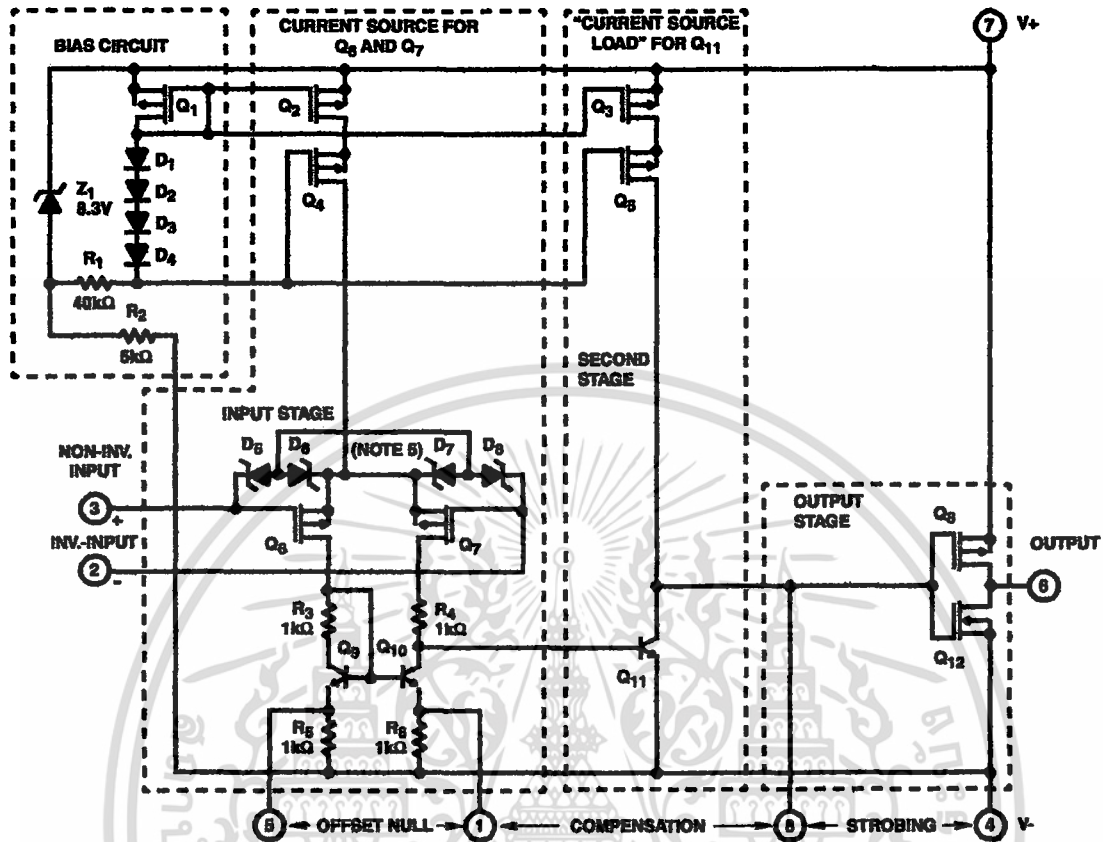 CURRENT SOURCE FOR
Q6 AND Q7
"CURRENT SOURCE
LOAD" FOR Q11
7
V+
BIAS CIRCUIT
Q1
Q2
Q3
D1
D2
D3
D4
Z1
8.3V
Q4
Q5
R1
40kΩ
R2
5kΩ
SECOND
STAGE
INPUT STAGE
D5
D6
(NOTE 5)
D7
D8
NON-INV.
INPUT
3
+
INV.-INPUT
2
-
Q6
Q7
OUTPUT
STAGE
Q8
OUTPUT
6
Q12
R3
1kΩ
R4
1kΩ
Q9
Q10
Q11
R5
1kΩ
R6
1kΩ
5
OFFSET NULL
1
COMPENSATION
8
STROBING
4
V-